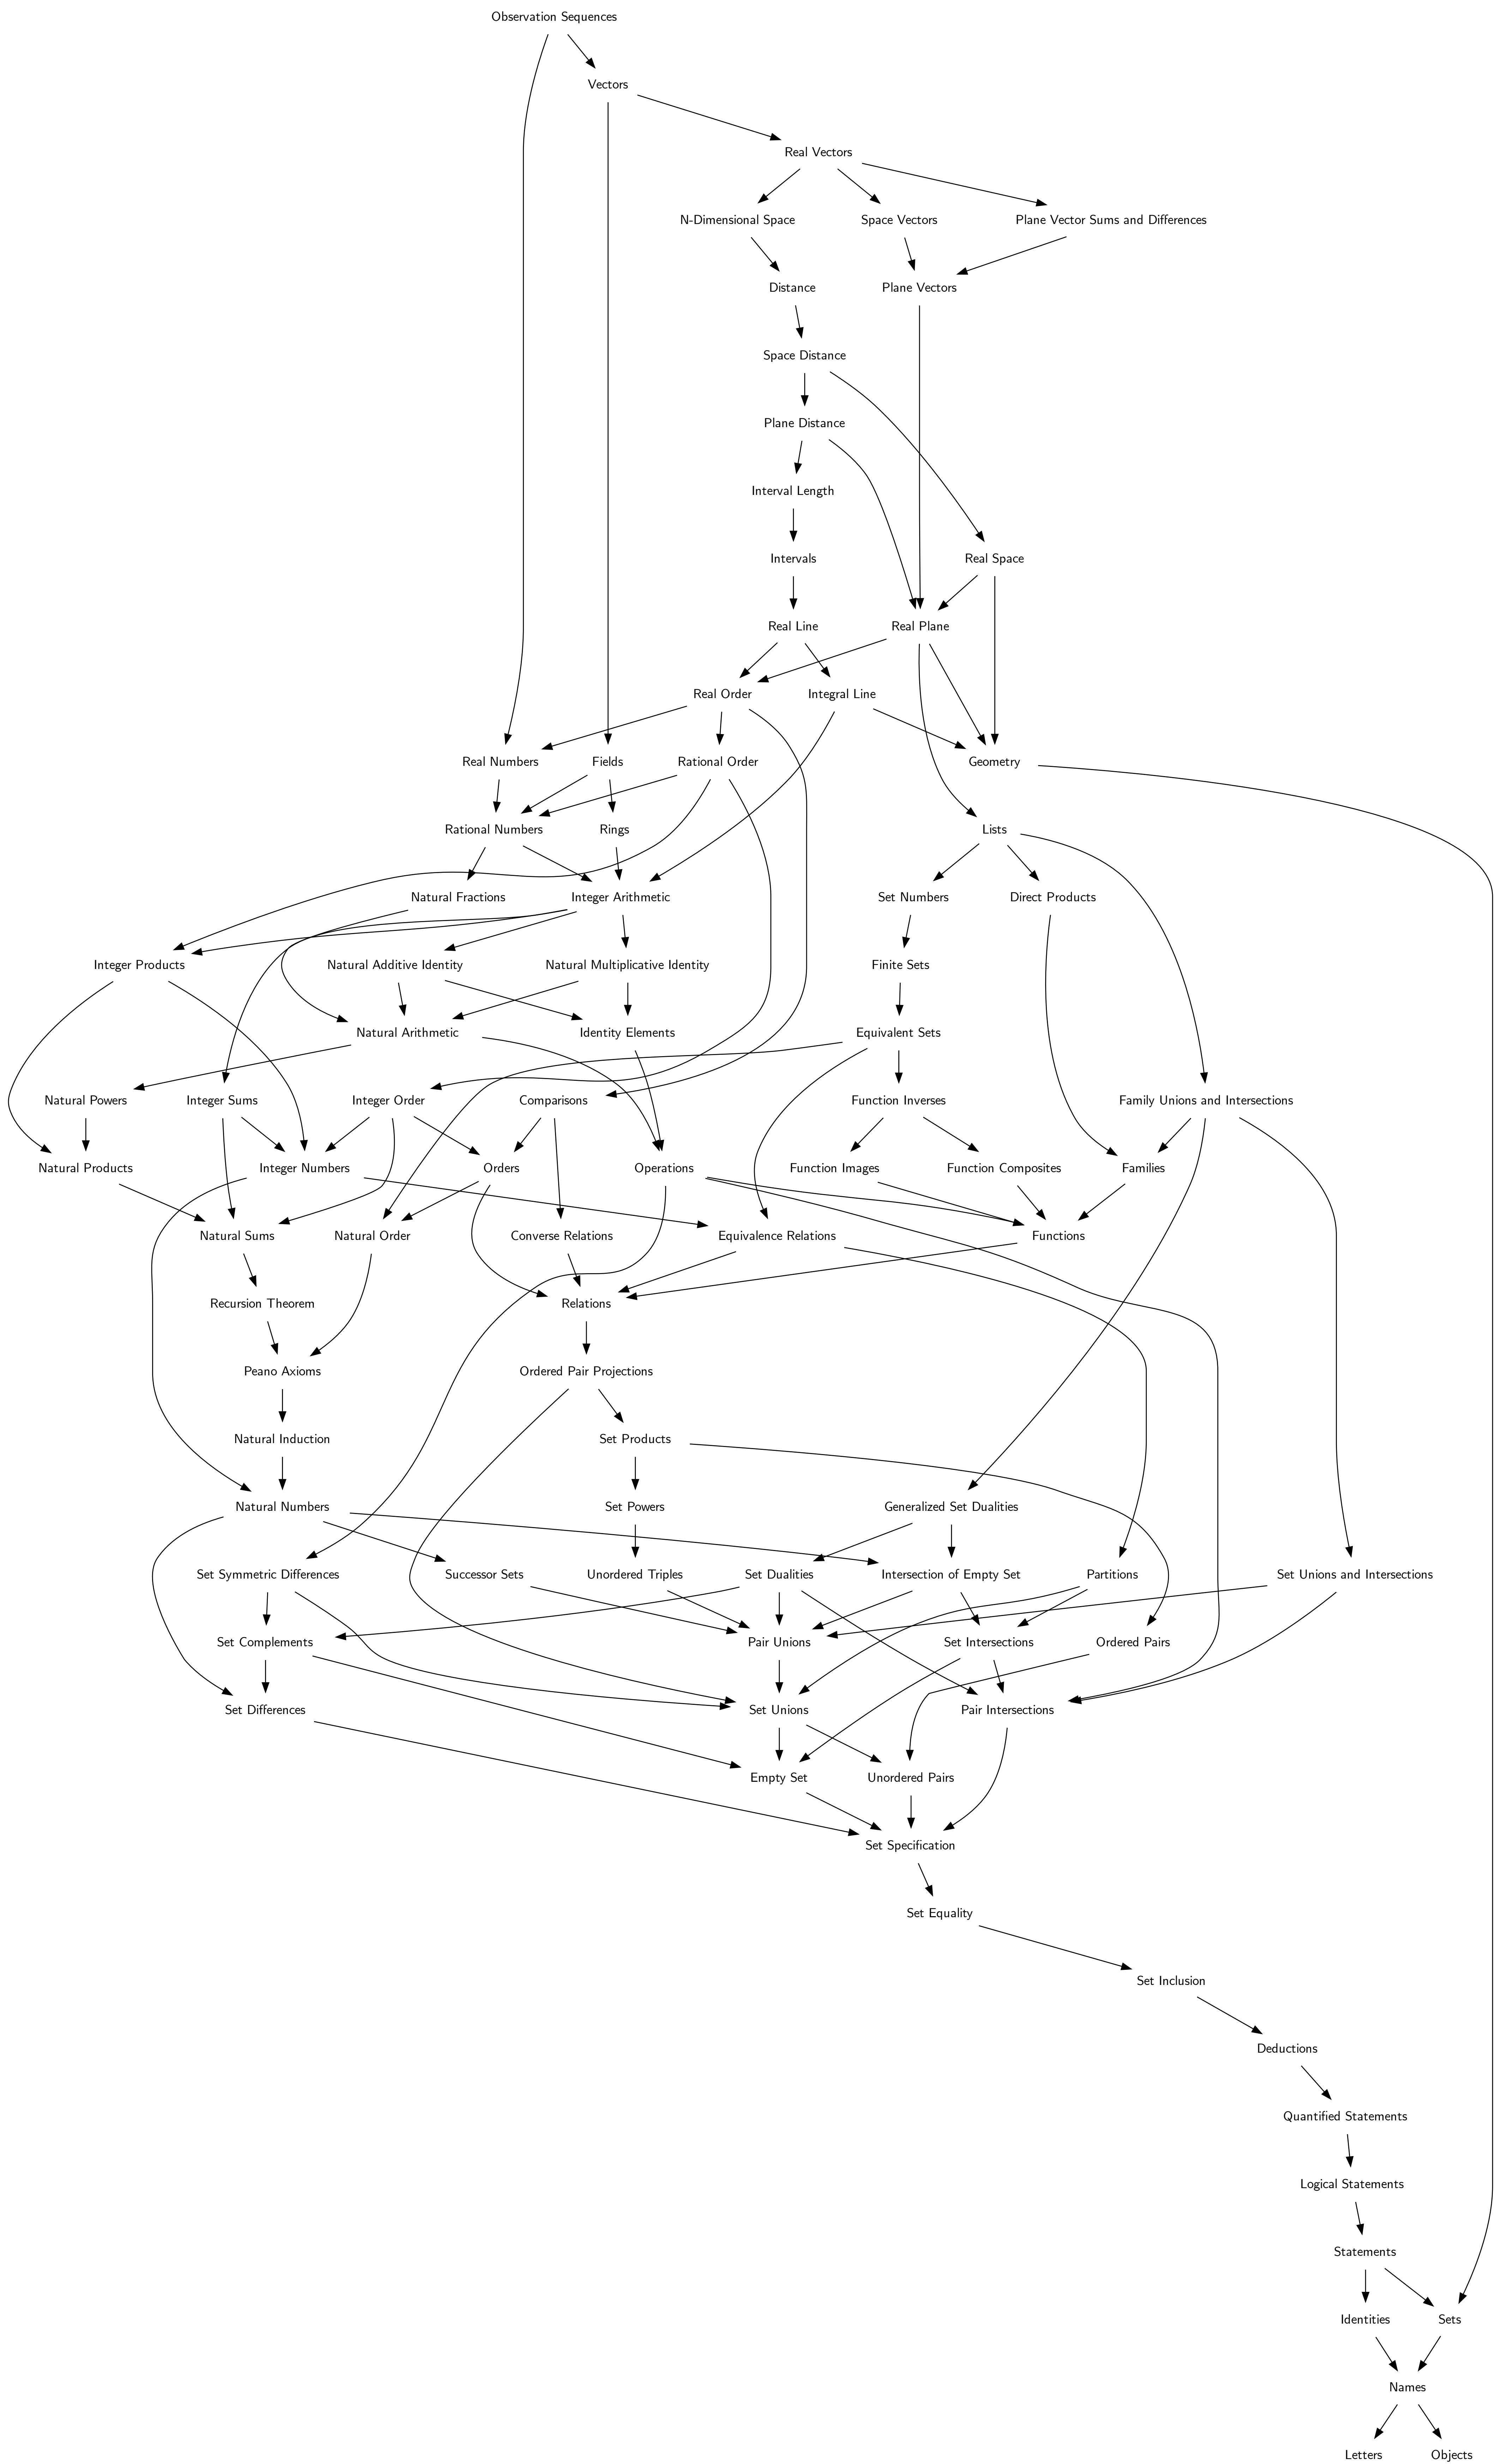 Observation Sequences
Vectors
Real Vectors
N-Dimensional Space
Space Vectors
Plane Vector Sums and Differences
Distance
Plane Vectors
Space Distance
Plane Distance
Interval Length
Intervals
Real Space
Real Line
Real Plane
Real Order
Integral Line
Real Numbers
Fields
Rational Order
Geometry
Rational Numbers
Rings
Lists
Natural Fractions
Integer Arithmetic
Set Numbers
Direct Products
Integer Products
Natural Additive Identity
Natural Multiplicative Identity
Finite Sets
Natural Arithmetic
Identity Elements
Equivalent Sets
Natural Powers
Integer Sums
Integer Order
Comparisons
Function Inverses
Family Unions and Intersections
Natural Products
Integer Numbers
Orders
Operations
Function Images
Function Composites
Families
Natural Sums
Natural Order
Converse Relations
Equivalence Relations
Functions
Recursion Theorem
Relations
Peano Axioms
Ordered Pair Projections
Natural Induction
Set Products
Natural Numbers
Set Powers
Generalized Set Dualities
Set Symmetric Differences
Successor Sets
Unordered Triples
Set Dualities
Intersection of Empty Set
Partitions
Set Unions and Intersections
Set Complements
Pair Unions
Set Intersections
Ordered Pairs
Set Differences
Set Unions
Pair Intersections
Empty Set
Unordered Pairs
Set Specification
Set Equality
Set Inclusion
Deductions
Quantified Statements
Logical Statements
Statements
Identities
Sets
Names
Letters
Objects